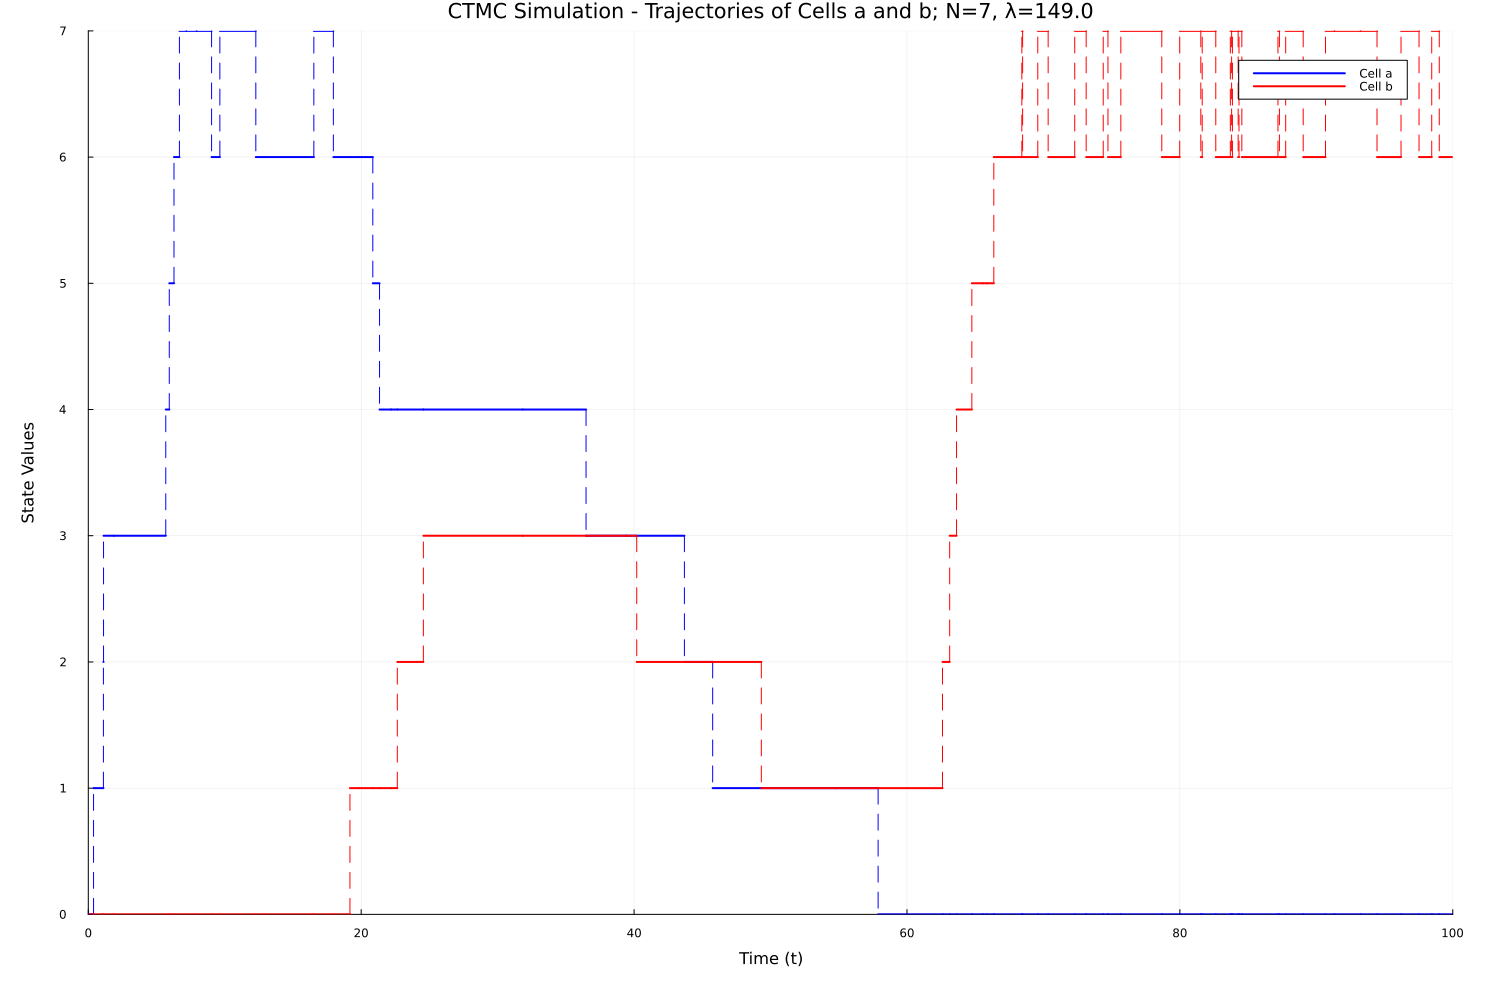 CTMC Simulation - Trajectories of Cells a and b; N=7, λ=149.0
7
Cell a
Cell b
6
5
4
State Values
3
2
1
0
0 20 40 60 80 100
Time (t)